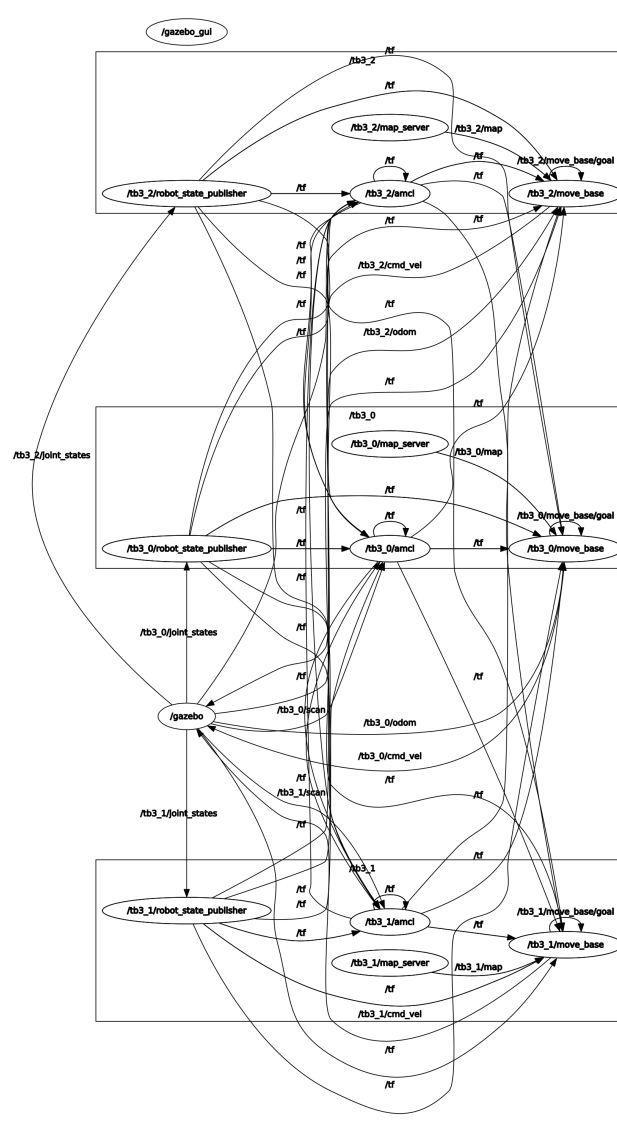 /gazebo_gui
/tf
/tb3_2
/tf
/tb3_2/map_server
/tb3_2/map
/tf
/tf
/tb3_2/move_base/goal
/tf
/tb3_2/robot_state_publisher
/tf
/tb3_2/amcl
/tb3_2/move_base
/tf
/tf
/tf
/tf
/tb3_2/cmd_vel
/tf
/tf
/tf
/tf
/tb3_2/odom
/tf
/tf
/tf
/tb3_0
/tb3_0/map_server
/tb3_0/map
/tb3_2/joint_states
/tf
/tf
/tf
/tb3_0/move_base/goal
/tb3_0/robot_state_publisher
/tf
/tb3_0/amcl
/tf
/tb3_0/move_base
/tf
/tb3_0/joint_states
/tf
/tf
/tb3_0/scan
/gazebo
/tb3_0/odom
/tb3_0/cmd_vel
/tf
/tf
/tb3_1/scan
/tf
/tb3_1/joint_states
/tf
/tf
/tb3_1
/tf
/tf
/tf
/tb3_1/robot_state_publisher
/tb3_1/move_base/goal
/tb3_1/amcl
/tf
/tf
/tb3_1/move_base
/tb3_1/map_server
/tb3_1/map
/tf
/tb3_1/cmd_vel
/tf
/tf